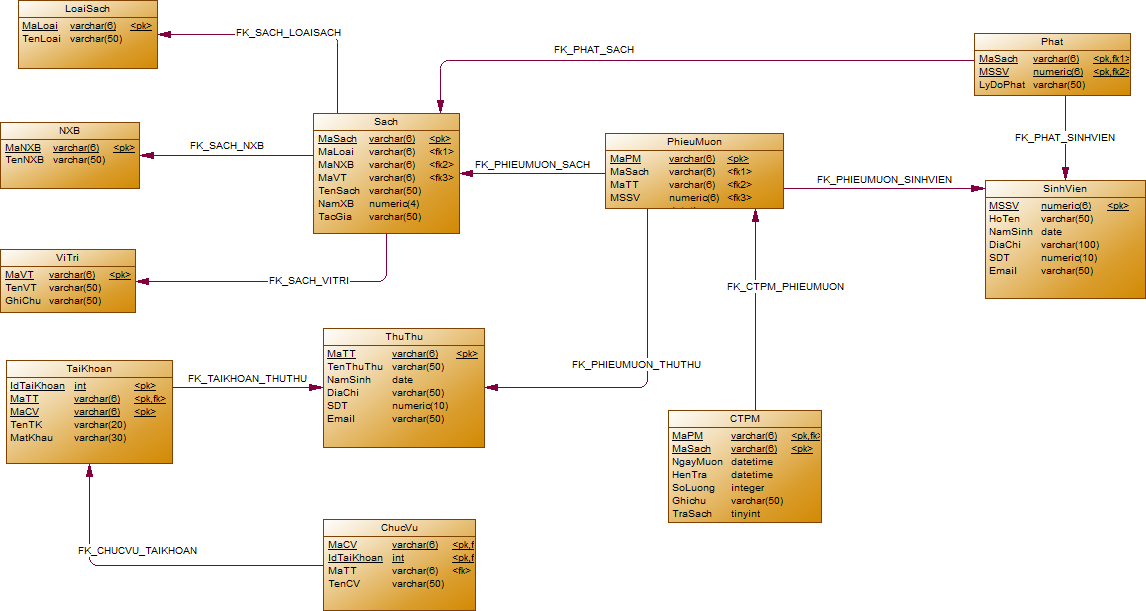 LoaiSach
MaLoai varchar(6) <pk>
TenLoai varchar(50)
FK_SACH_LOAISACH
FK_PHAT_SACH
Phat
MaSach varchar(6) <pk,fk1>
MSSV numeric(6) <pk,fk2>
LyDoPhat varchar(50)
NXB
MaNXB varchar(6) <pk>
TenNXB varchar(50)
FK_SACH_NXB
Sach
MaSach varchar(6) <pk>
MaLoai varchar(6) <fk1>
MaNXB varchar(6) <fk2>
MaVT varchar(6) <fk3>
TenSach varchar(50)
NamXB numeric(4)
TacGia varchar(50)
FK_PHIEUMUON_SACH
PhieuMuon
MaPM varchar(6) <pk>
MaSach varchar(6) <fk1>
MaTT varchar(6) <fk2>
MSSV numeric(6) <fk3>
FK_PHAT_SINHVIEN
FK_PHIEUMUON_SINHVIEN
SinhVien
MSSV numeric(6) <pk>
HoTen varchar(50)
NamSinh date
DiaChi varchar(100)
SDT numeric(10)
Email varchar(50)
ViTri
MaVT varchar(6) <pk>
TenVT varchar(50)
GhiChu varchar(50)
FK_SACH_VITRI
FK_CTPM_PHIEUMUON
TaiKhoan
IdTaiKhoan int <pk>
MaTT varchar(6) <pk,fk>
MaCV varchar(6) <pk>
TenTK varchar(20)
MatKhau varchar(30)
FK_TAIKHOAN_THUTHU
ThuThu
MaTT varchar(6) <pk>
TenThuThu varchar(50)
NamSinh date
DiaChi varchar(50)
SDT numeric(10)
Email varchar(50)
FK_PHIEUMUON_THUTHU
CTPM
MaPM varchar(6) <pk,fk>
MaSach varchar(6) <pk>
NgayMuon datetime
HenTra datetime
SoLuong integer
Ghichu varchar(50)
TraSach tinyint
FK_CHUCVU_TAIKHOAN
ChucVu
MaCV varchar(6) <pk,f
IdTaiKhoan int <pk,f
MaTT varchar(6) <fk>
TenCV varchar(50)